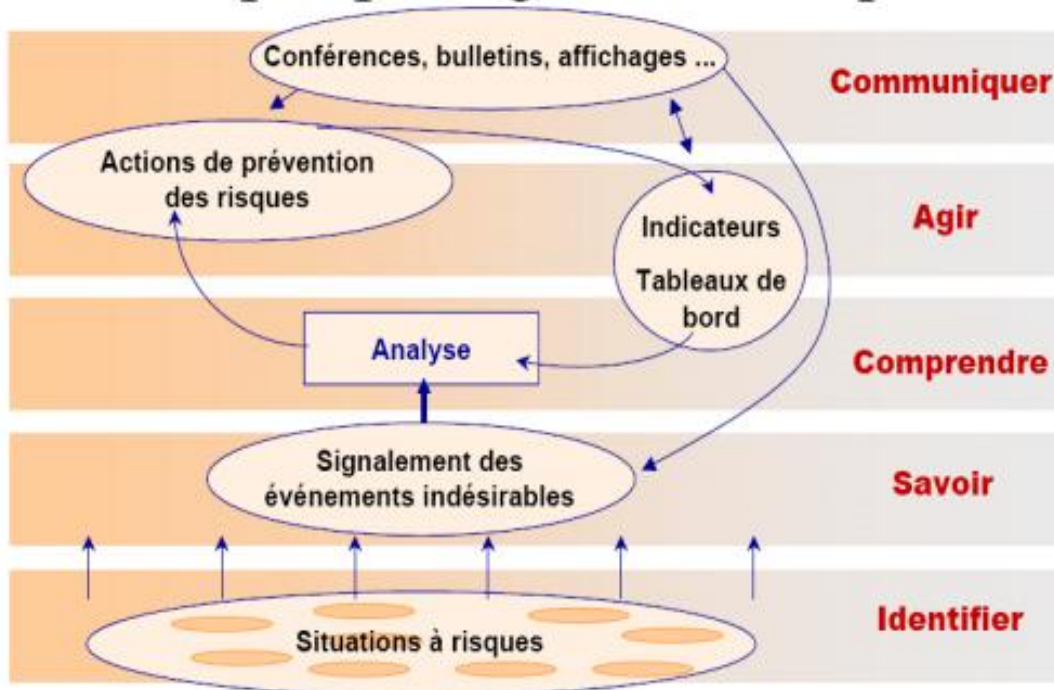 Conférences, bulletins, affichages ...
Communiquer
Actions de prévention
des risques
Agir
Indicateurs
Tableaux de
bord
Analyse
Comprendre
Signalement des
événements indésirables
Savoir
Situations à risques
Identifier